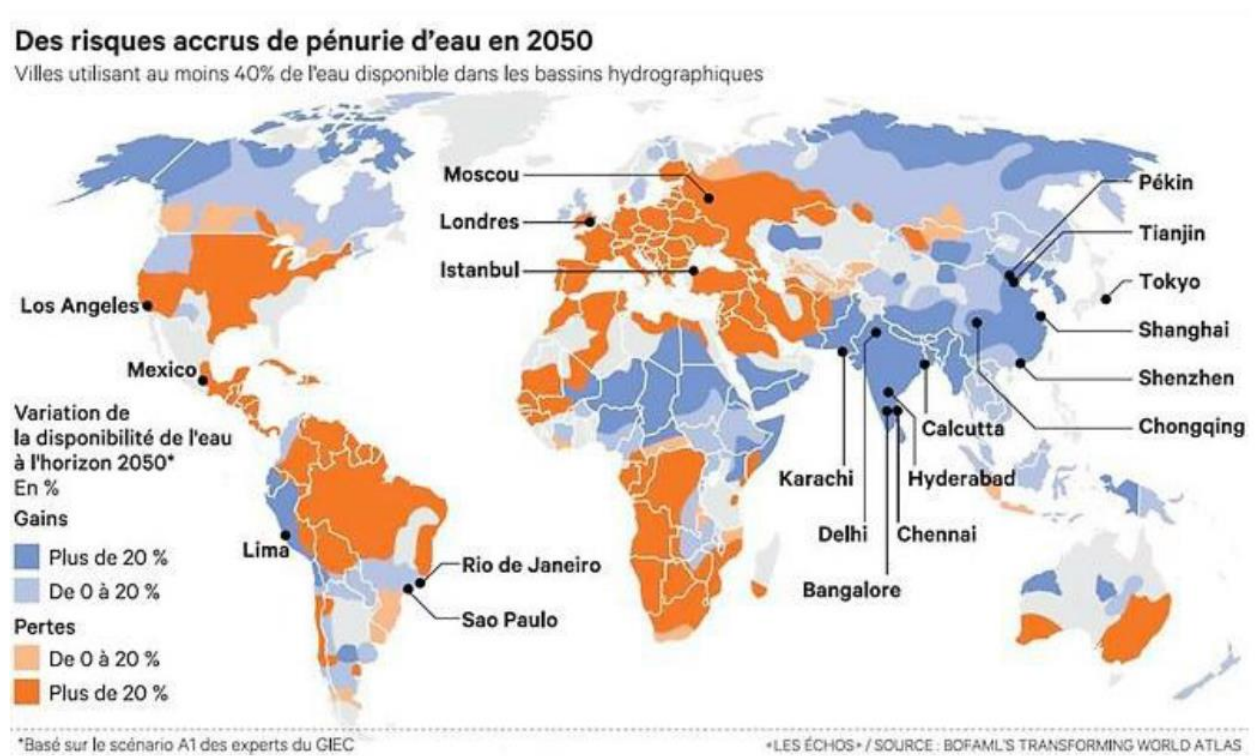 Des risques accrus de pénurie d'eau en 2050
Villes utilisant au moins 40% de l'eau disponible dans les bassins hydrographiques
Moscou
Londres
Istanbul
Pékin
Tianjin
Tokyo
Shanghai
Shenzhen
Chongqing
Los Angeles
Mexico
Calcutta
Karachi
Hyderabad
Delhi
Chennai
Bangalore
Lima
Rio de Janeiro
Sao Paulo
Variation de
la disponibilité de l'eau
à l'horizon 2050*
En %
Gains
Plus de 20 %
De 0 à 20 %
Pertes
De 0 à 20 %
Plus de 20 %
*Basé sur le scénario A1 des experts du GIEC
«LES ÉCHOS» / SOURCE : BOFAML'S TRANSFORMING WORLD ATLAS